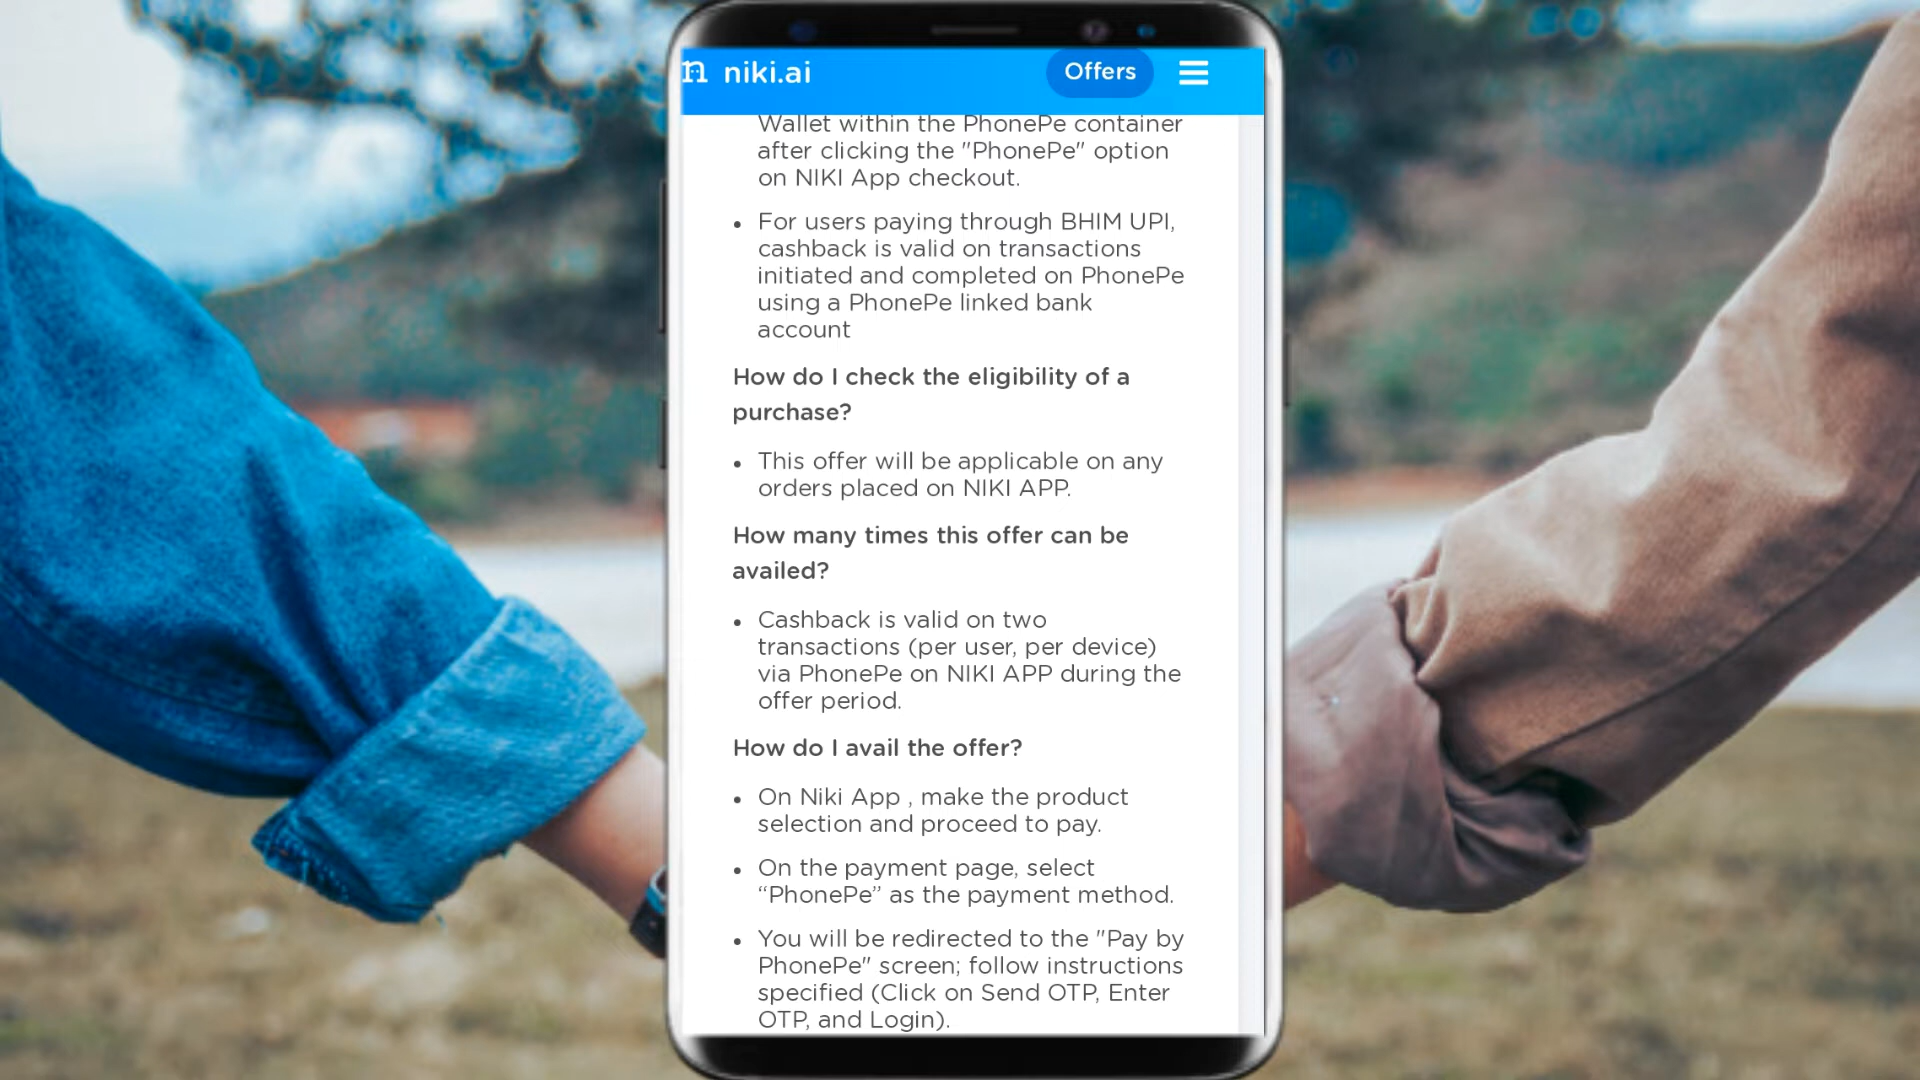 n niki.ai Offers
Wallet within the PhonePe container
after clicking the "PhonePe" option
on NIKI App checkout.
• For users paying through BHIM UPI,
cashback is valid on transactions
initiated and completed on PhonePe
using a PhonePe linked bank
account
How do I check the eligibility of a
purchase?
• This offer will be applicable on any
orders placed on NIKI APP.
How many times this offer can be
availed?
• Cashback is valid on two
transactions (per user, per device)
via PhonePe on NIKI APP during the
offer period.
How do I avail the offer?
• On Niki App , make the product
selection and proceed to pay.
• On the payment page, select
“PhonePe” as the payment method.
• You will be redirected to the "Pay by
PhonePe" screen; follow instructions
specified (Click on Send OTP, Enter
OTP, and Login).